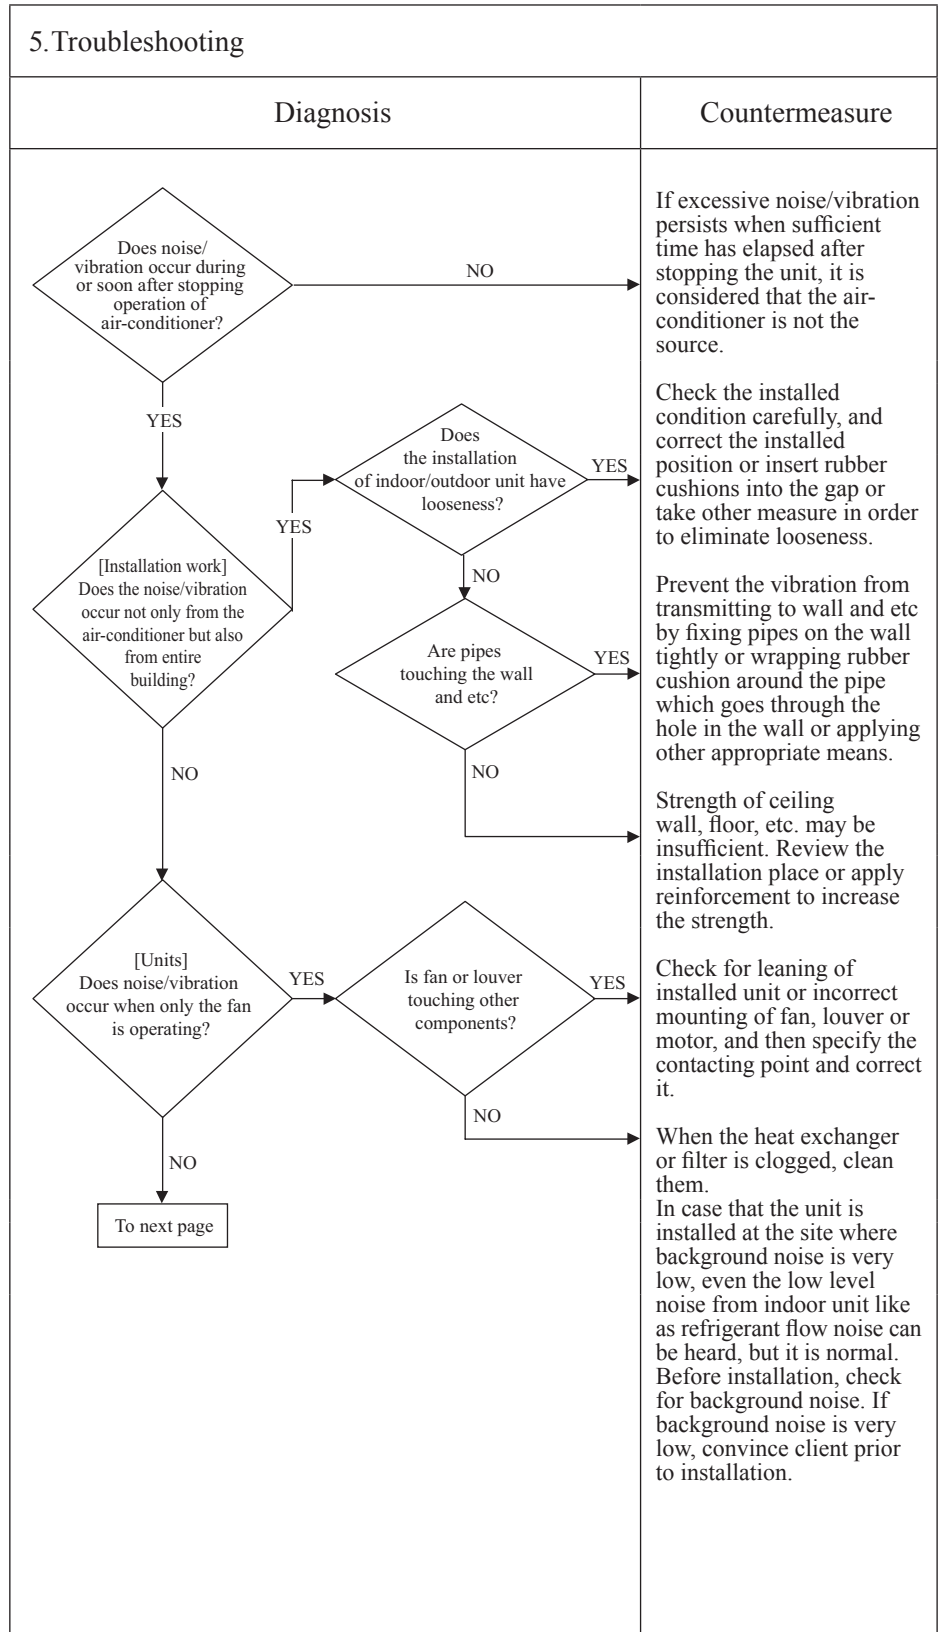 5.Troubleshooting
Diagnosis
Countermeasure
Does noise/
vibration occur during
or soon after stopping
operation of
air-conditioner?
NO
If excessive noise/vibration
persists when sufficient
time has elapsed after
stopping the unit, it is
considered that the air-
conditioner is not the
source.
YES
[Installation work]
Does the noise/vibration
occur not only from the
air-conditioner but also
from entire
building?
YES
Does
the installation
of indoor/outdoor unit have
looseness?
YES
Check the installed
condition carefully, and
correct the installed
position or insert rubber
cushions into the gap or
take other measure in order
to eliminate looseness.
NO
Are pipes
touching the wall
and etc?
YES
Prevent the vibration from
transmitting to wall and etc
by fixing pipes on the wall
tightly or wrapping rubber
cushion around the pipe
which goes through the
hole in the wall or applying
other appropriate means.
NO
Strength of ceiling
wall, floor, etc. may be
insufficient. Review the
installation place or apply
reinforcement to increase
the strength.
NO
[Units]
Does noise/vibration
occur when only the fan
is operating?
YES
Is fan or louver
touching other
components?
YES
Check for leaning of
installed unit or incorrect
mounting of fan, louver or
motor, and then specify the
contacting point and correct
it.
NO
When the heat exchanger
or filter is clogged, clean
them.
In case that the unit is
installed at the site where
background noise is very
low, even the low level
noise from indoor unit like
as refrigerant flow noise can
be heard, but it is normal.
Before installation, check
for background noise. If
background noise is very
low, convince client prior
to installation.
NO
To next page